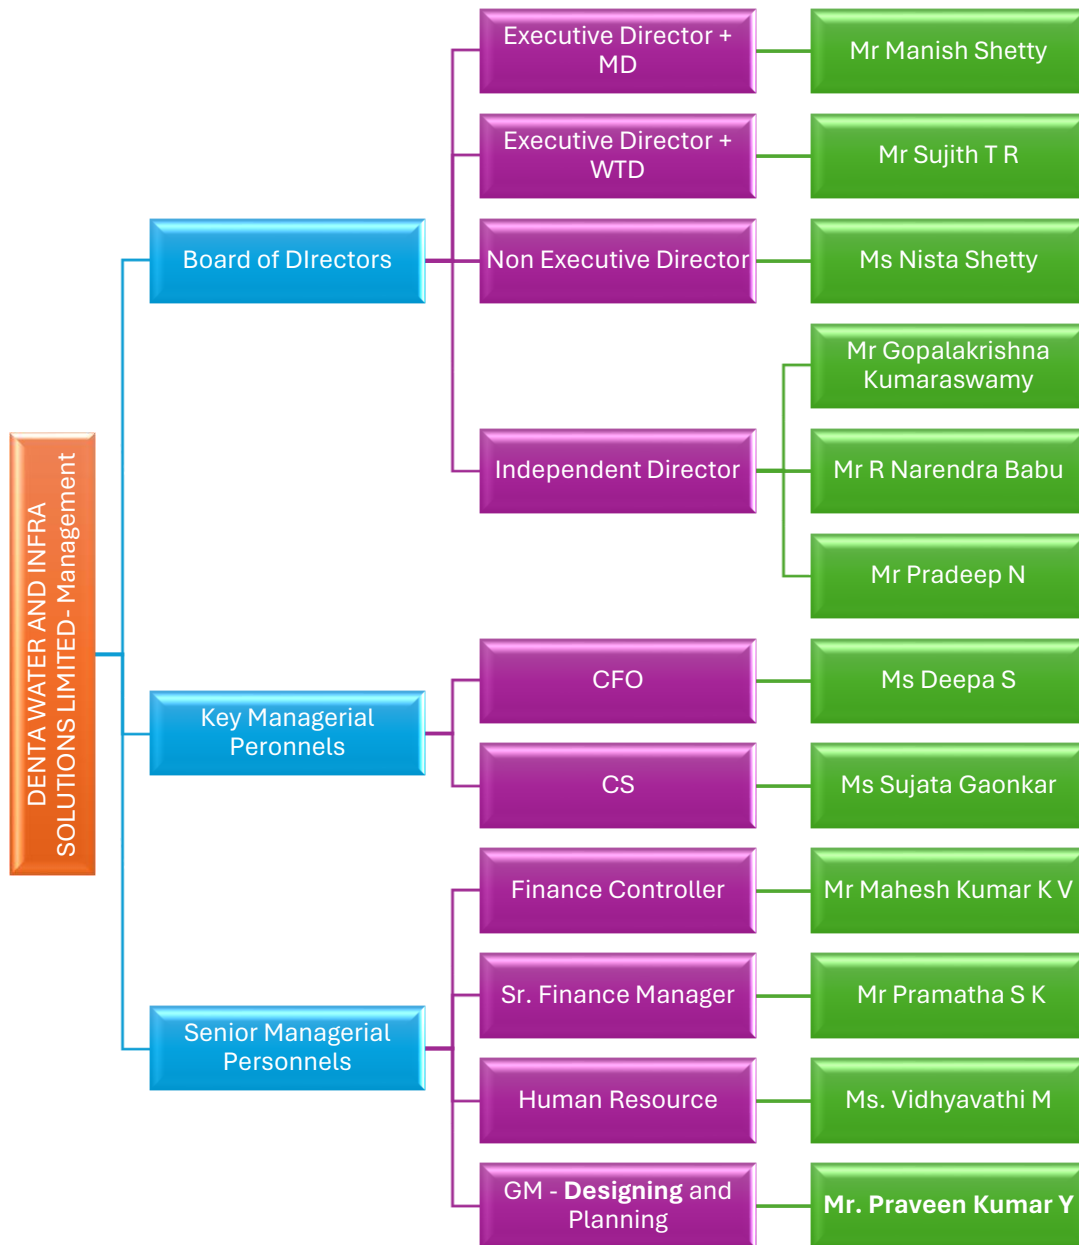 DENTA WATER AND INFRA
SOLUTIONS LIMITED- Management
Board of DIrectors
Executive Director +
MD
Mr Manish Shetty
Executive Director +
WTD
Mr Sujith T R
Non Executive Director
Ms Nista Shetty
Independent Director
Mr Gopalakrishna
Kumaraswamy
Mr R Narendra Babu
Mr Pradeep N
Key Managerial
Peronnels
CFO
Ms Deepa S
CS
Ms Sujata Gaonkar
Senior Managerial
Personnels
Finance Controller
Mr Mahesh Kumar K V
Sr. Finance Manager
Mr Pramatha S K
Human Resource
Ms. Vidhyavathi M
GM - Designing and
Planning
Mr. Praveen Kumar Y